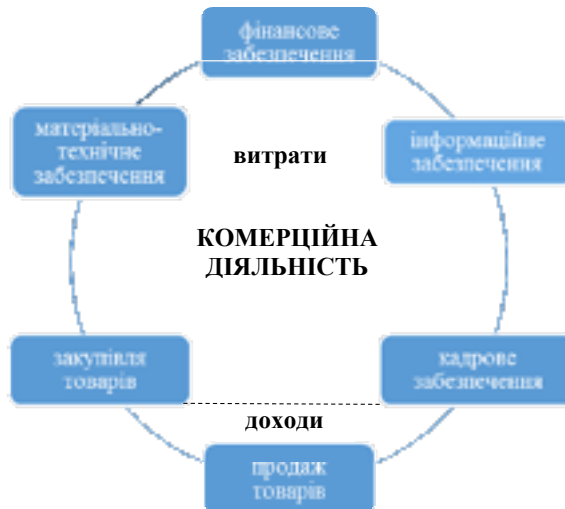 фінансове
забезпечення
матеріально-
технічне
забезпечення
витрати
інформаційне
забезпечення
КОМЕРЦІЙНА
ДІЯЛЬНІСТЬ
закупівля
товарів
кадрове
забезпечення
доходи
продаж
товарів